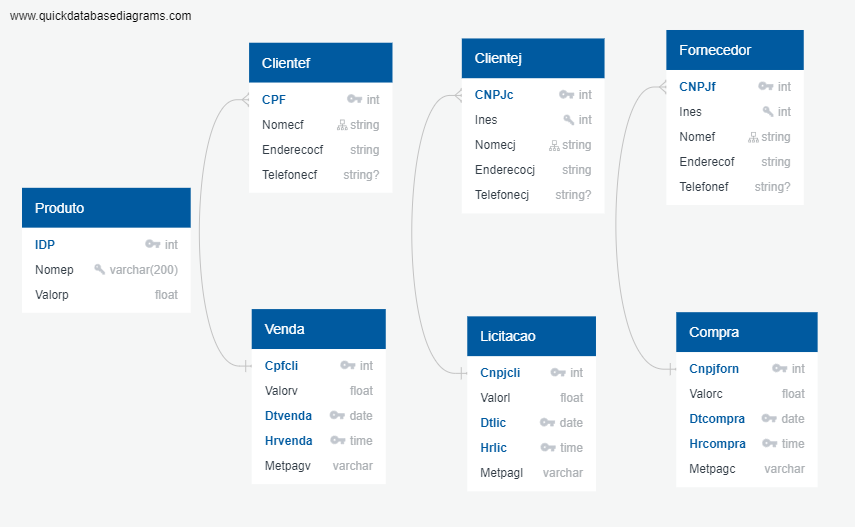 www.quickdatabasediagrams.com
Clientef
CPF int
Nomecf string
Enderecocf string
Telefonecf string?
Clientej
CNPJc int
Ines int
Nomecj string
Enderecocj string
Telefonecj string?
Fornecedor
CNPJf int
Ines int
Nomef string
Enderecof string
Telefonef string?
Produto
IDP int
Nomep varchar(200)
Valorp float
Venda
Cpfcli int
Valorv float
Dtvenda date
Hrvenda time
Metpagv varchar
Licitacao
Cnpjcli int
Valorl float
Dtlic date
Hrlic time
Metpagl varchar
Compra
Cnpjforn int
Valorc float
Dtcompra date
Hrcompra time
Metpagc varchar